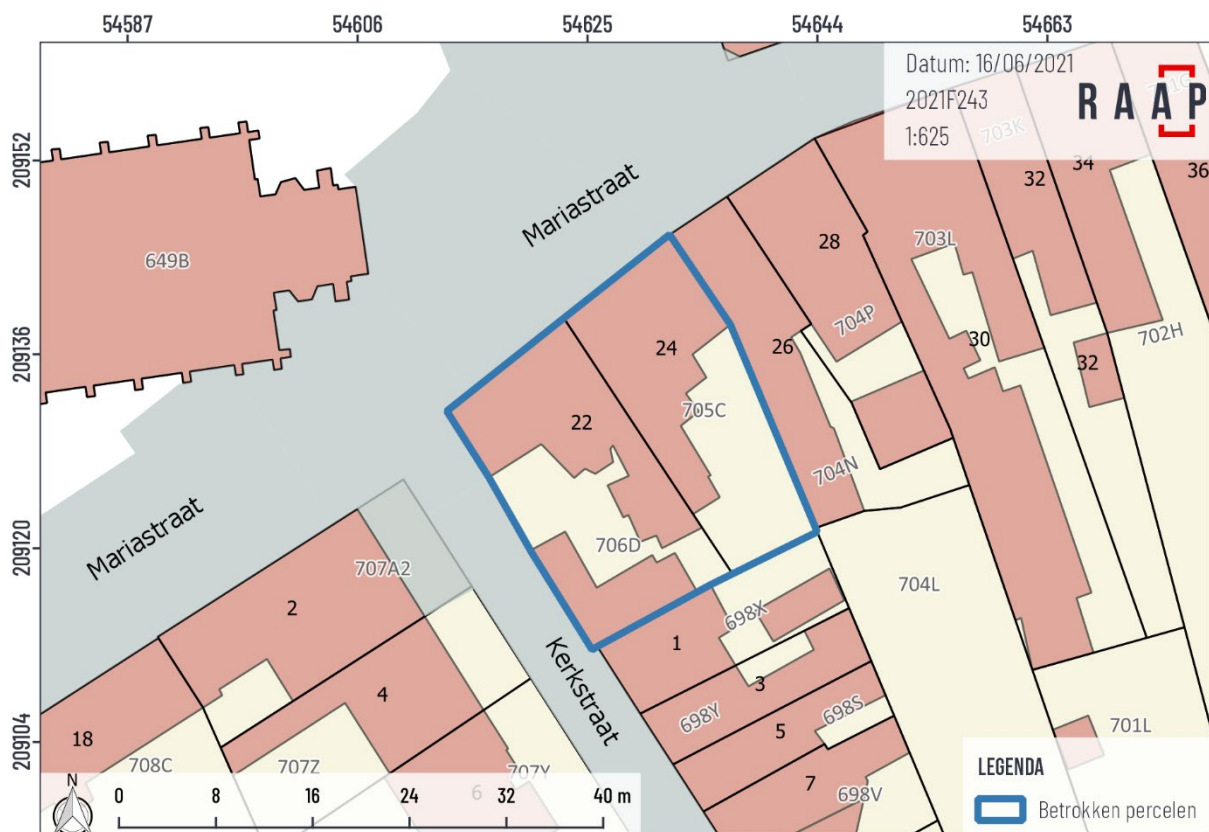 54587 54606 54625 54644 54663
Datum: 16/06/2021
2021F243
1:625
RAAP
209152
209136
209120
209104
Mariastraat
Mariastraat
Kerkstraat
649B
703K
32
34
36
28
703L
704P
30
702H
32
24
26
705C
22
704N
706D
707A2
2
704L
698X
1
3
4
698Y
5
698S
701L
18
708C
707Z
6
707Y
7
698V
N
0 8 16 24 32 40 m
LEGENDA
Betrokken percelen